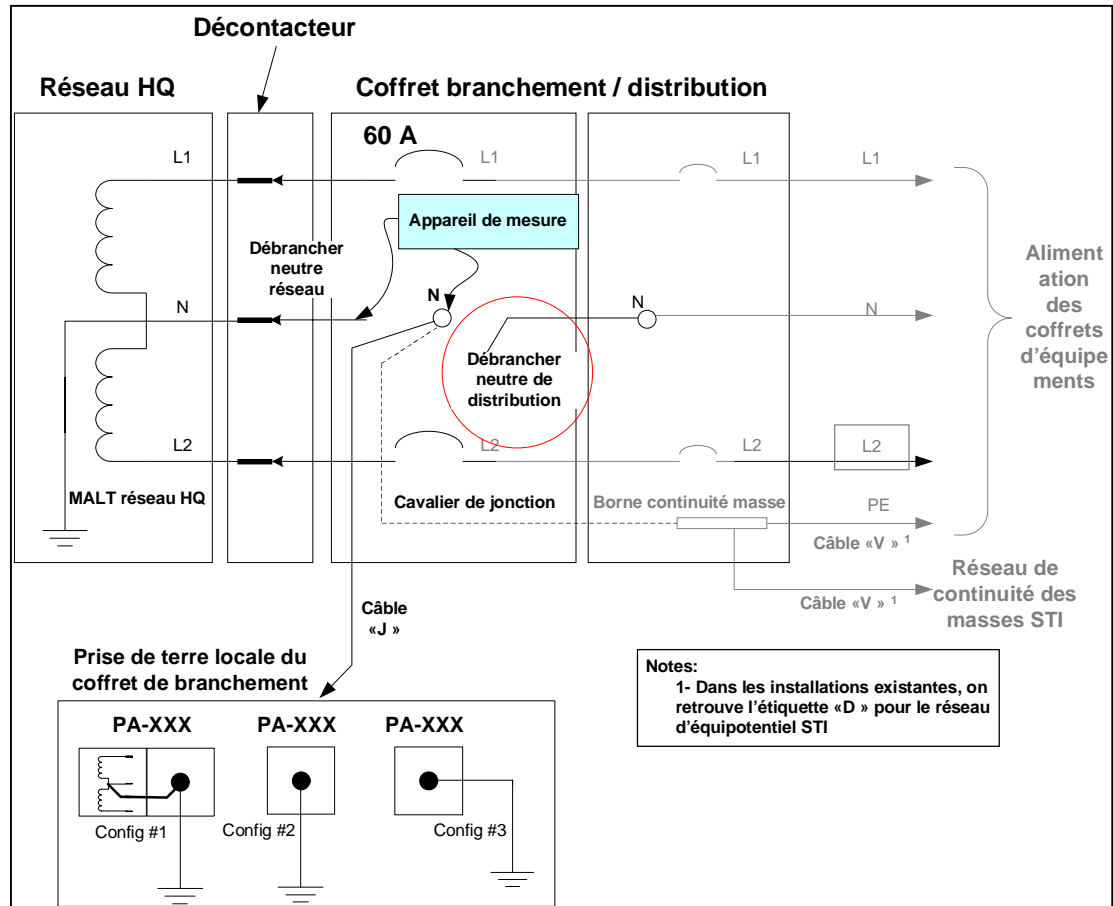 Décontacteur
Réseau HQ
Coffret branchement / distribution
60 A
L1
L1
L1
L1
Appareil de mesure
Débrancher
neutre
réseau
N
N
N
N
Débrancher
neutre de
distribution
Aliment
ation
des
coffrets
d'équipe
ments
L2
L2
L2
L2
MALT réseau HQ
Cavalier de jonction
Borne continuité masse
PE
Câble «V » 1
Câble «V » 1
Réseau de
continuité des
masses STI
Câble
«J »
Prise de terre locale du
coffret de branchement
Notes:
1- Dans les installations existantes, on
retrouve l'étiquette «D » pour le réseau
d'équipotentiel STI
PA-XXX
PA-XXX
PA-XXX
Config #1
Config #2
Config #3